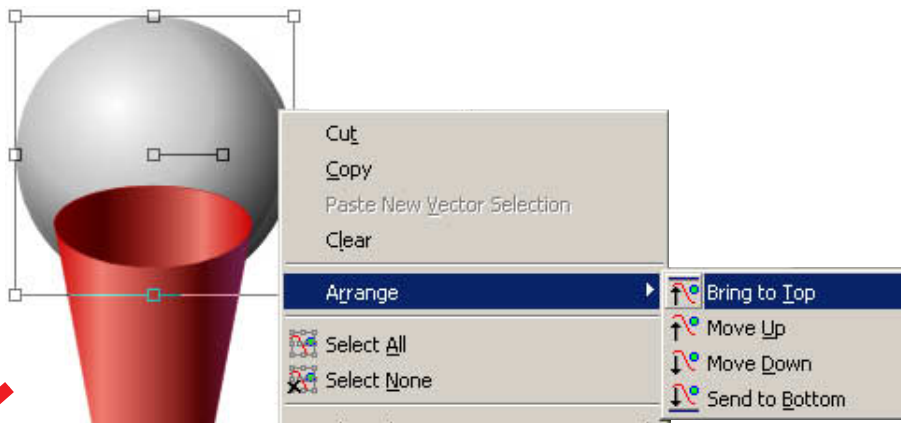 Cut
Copy
Paste New Vector Selection
Clear
Arrange
Bring to Top
Move Up
Move Down
Send to Bottom
Select All
Select None